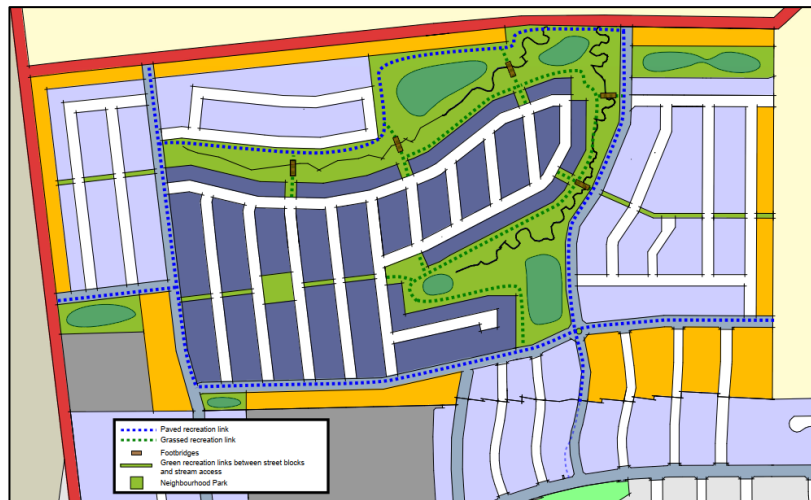 Paved recreation link
Grassed recreation link
Footbridges
Green recreation links between street blocks
and stream access
Neighbourhood Park